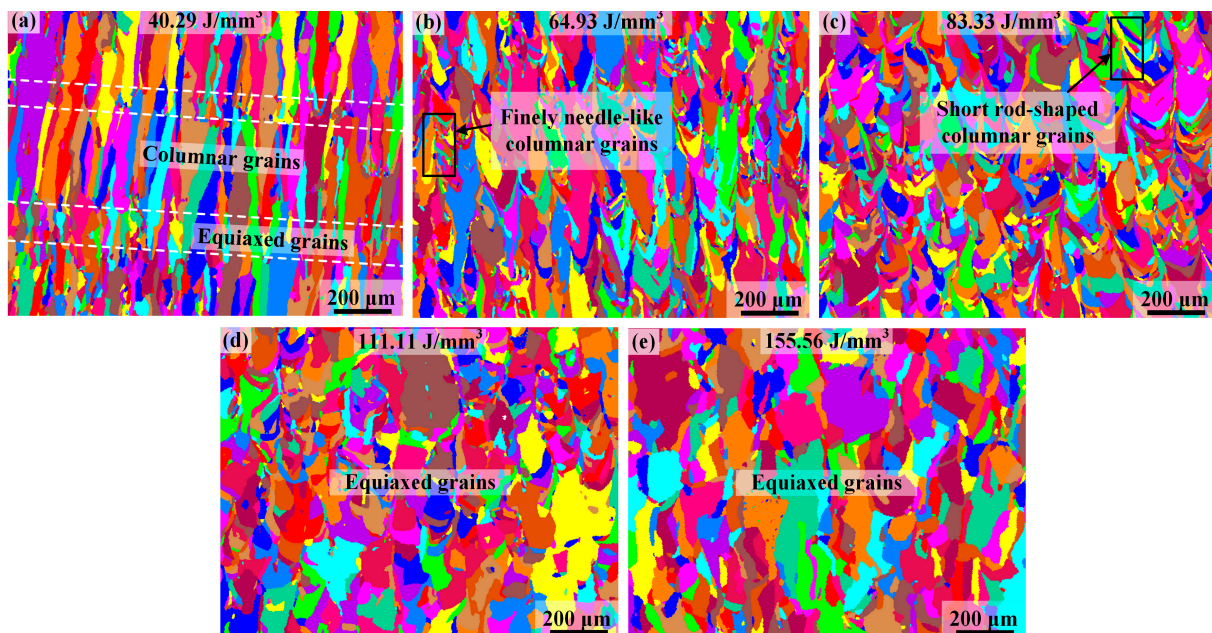 (a) 40.29 J/mm³
Columnar grains
Equiaxed grains
200 μm
(b) 64.93 J/mm³
Finely needle-like
columnar grains
200 μm
(c) 83.33 J/mm³
Short rod-shaped
columnar grains
200 μm
(d) 111.11 J/mm³
Equiaxed grains
200 μm
(e) 155.56 J/mm³
Equiaxed grains
200 μm